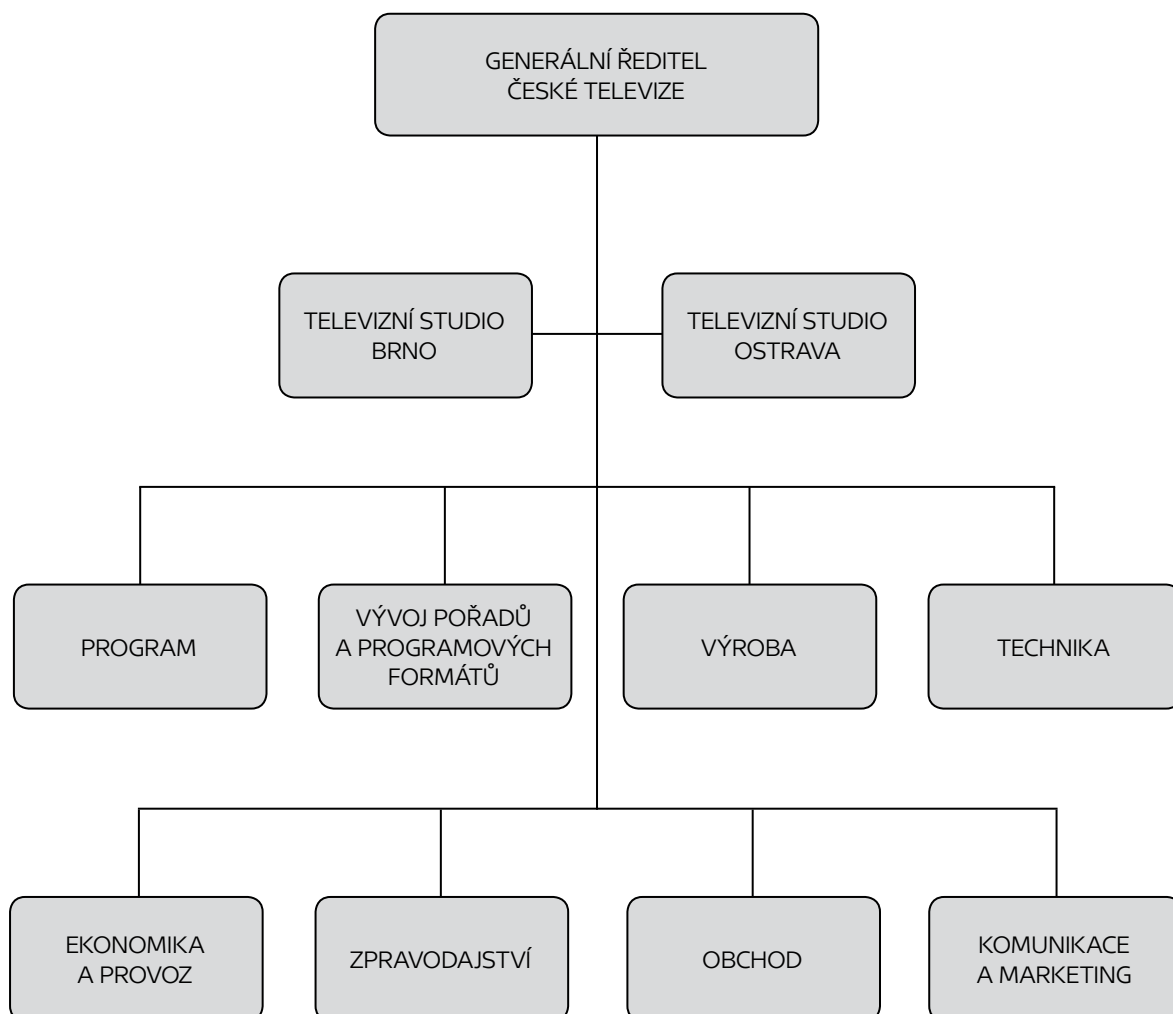 GENERÁLNÍ ŘEDITEL
ČESKÉ TELEVIZE
TELEVIZNÍ STUDIO
BRNO
TELEVIZNÍ STUDIO
OSTRAVA
PROGRAM
VÝVOJ POŘADŮ
A PROGRAMOVÝCH
FORMÁTŮ
VÝROBA
TECHNIKA
EKONOMIKA
A PROVOZ
ZPRAVODAJSTVÍ
OBCHOD
KOMUNIKACE
A MARKETING